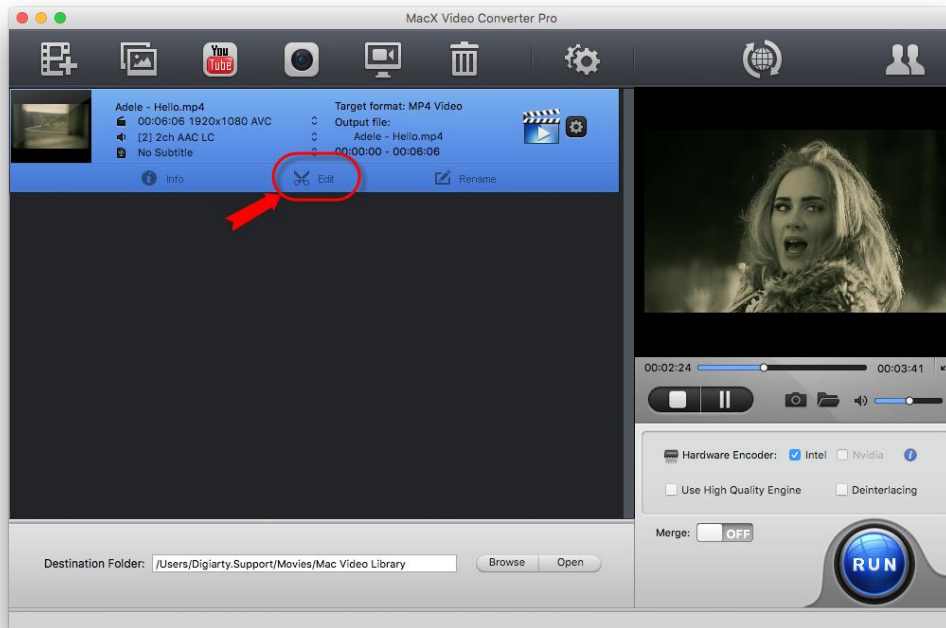 MacX Video Converter Pro
You
Tube
Adele - Hello.mp4
00:06:06 1920x1080 AVC
[2] 2ch AAC LC
No Subtitle
Target format: MP4 Video
Output file:
Adele - Hello.mp4
00:00:00 - 00:06:06
Info
Edit
Rename
00:02:24
00:03:41
Hardware Encoder: Intel Nvidia
Use High Quality Engine Deinterlacing
Merge: OFF
RUN
Destination Folder: /Users/Digiarty.Support/Movies/Mac Video Library
Browse
Open